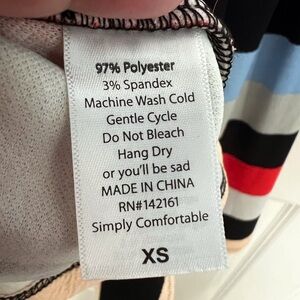 97% Polyester
3% Spandex
Machine Wash Cold
Gentle Cycle
Do Not Bleach
Hang Dry
or you'll be sad
MADE IN CHINA
RN#142161
Simply Comfortable
XS